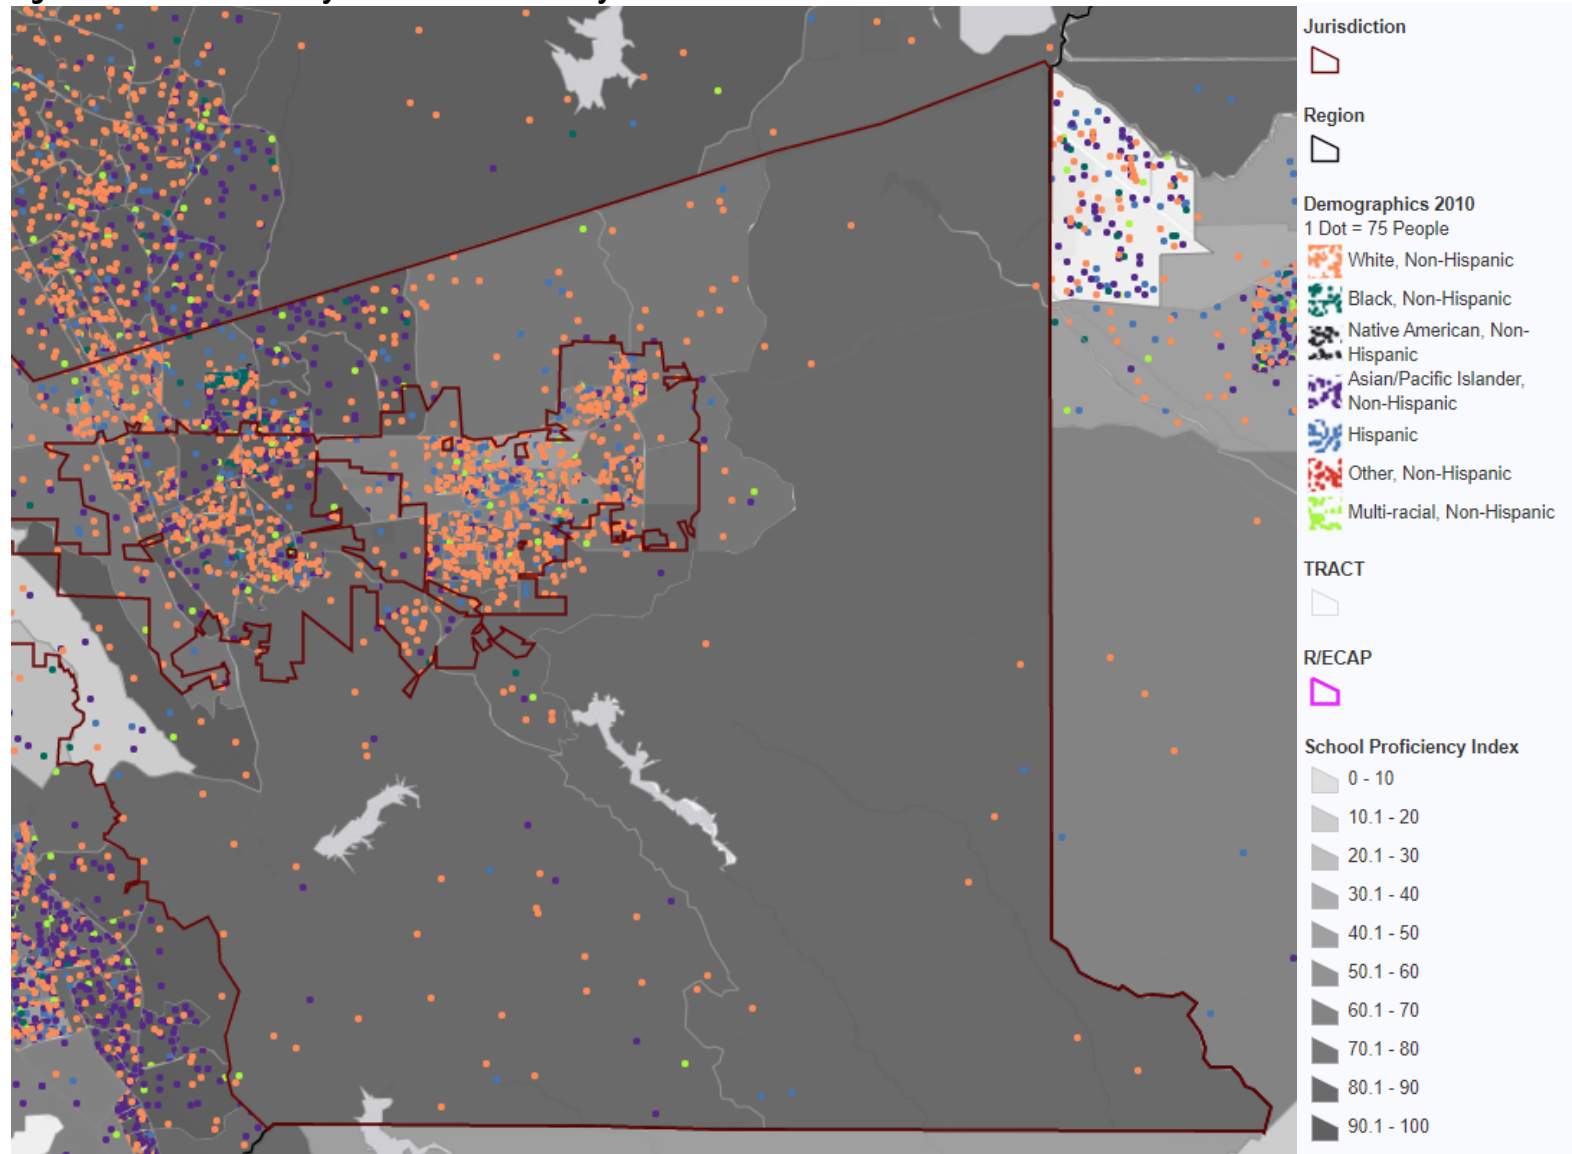 Jurisdiction
Region
Demographics 2010
1 Dot = 75 People
White, Non-Hispanic
Black, Non-Hispanic
Native American, Non-
Hispanic
Asian/Pacific Islander,
Non-Hispanic
Hispanic
Other, Non-Hispanic
Multi-racial, Non-Hispanic
TRACT
R/ECAP
School Proficiency Index
0 - 10
10.1 - 20
20.1 - 30
30.1 - 40
40.1 - 50
50.1 - 60
60.1 - 70
70.1 - 80
80.1 - 90
90.1 - 100